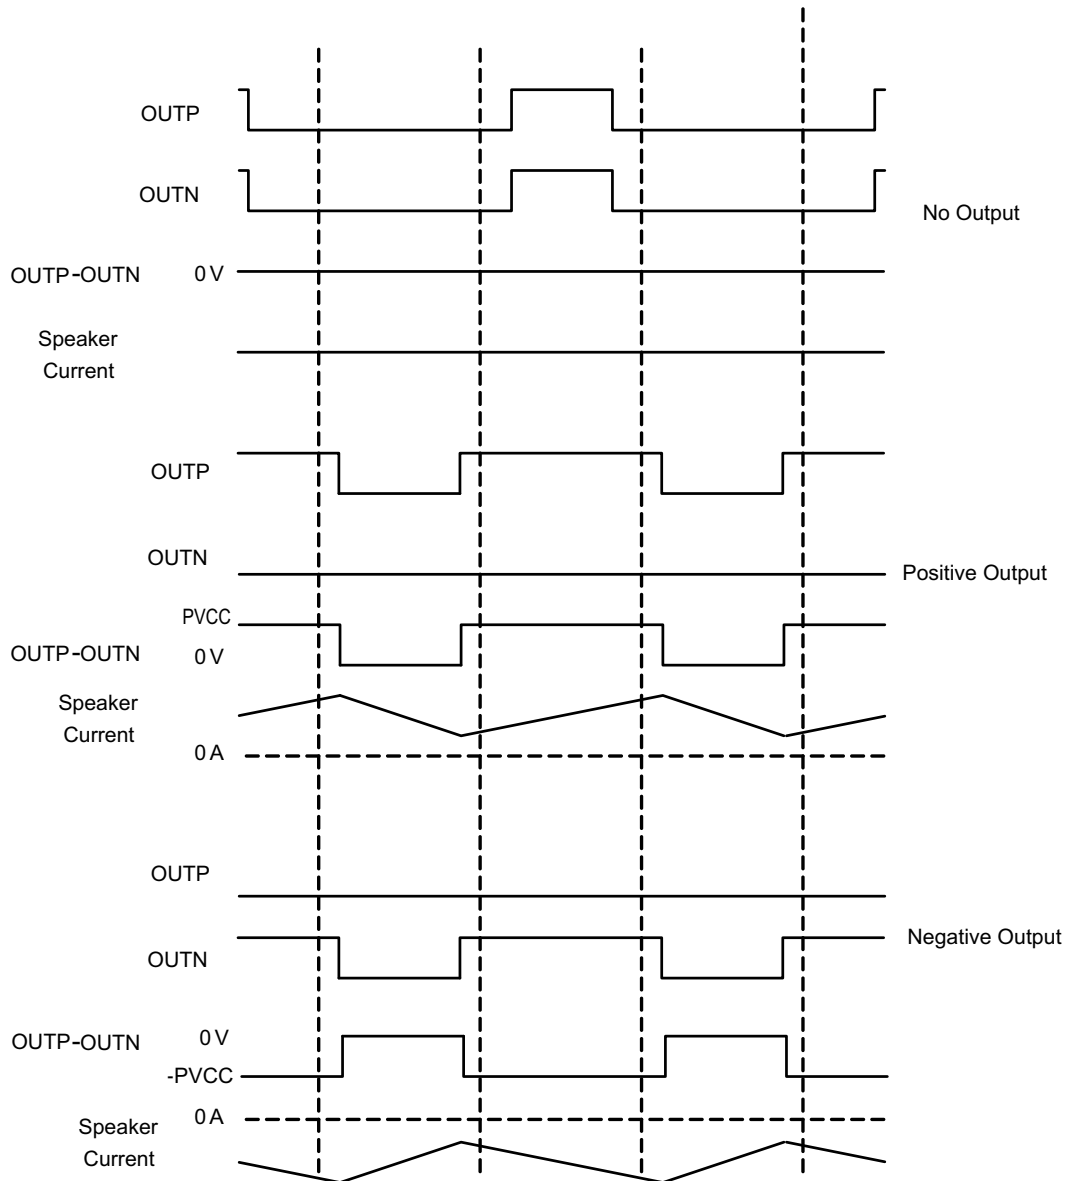 OUTP
OUTN
No Output
OUTP-OUTN 0 V
Speaker
Current
OUTP
OUTN
Positive Output
PVCC
OUTP-OUTN 0 V
Speaker
Current
0 A
OUTP
Negative Output
OUTN
OUTP-OUTN 0 V
-PVCC
0 A
Speaker
Current